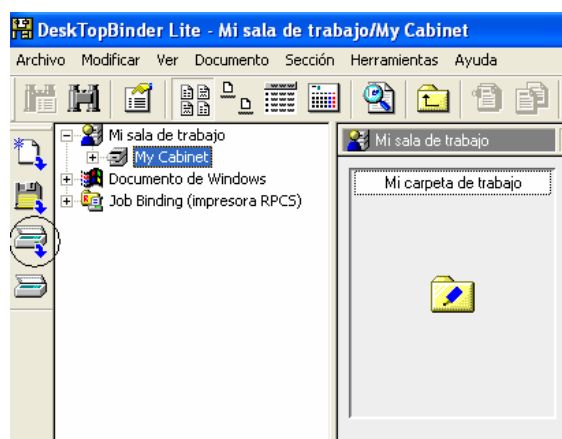 DeskTopBinder Lite - Mi sala de trabajo/My Cabinet
Archivo Modificar Ver Documento Sección Herramientas Ayuda
Mi sala de trabajo
My Cabinet
Documento de Windows
Job Binding (impresora RPCS)
Mi sala de trabajo
Mi carpeta de trabajo